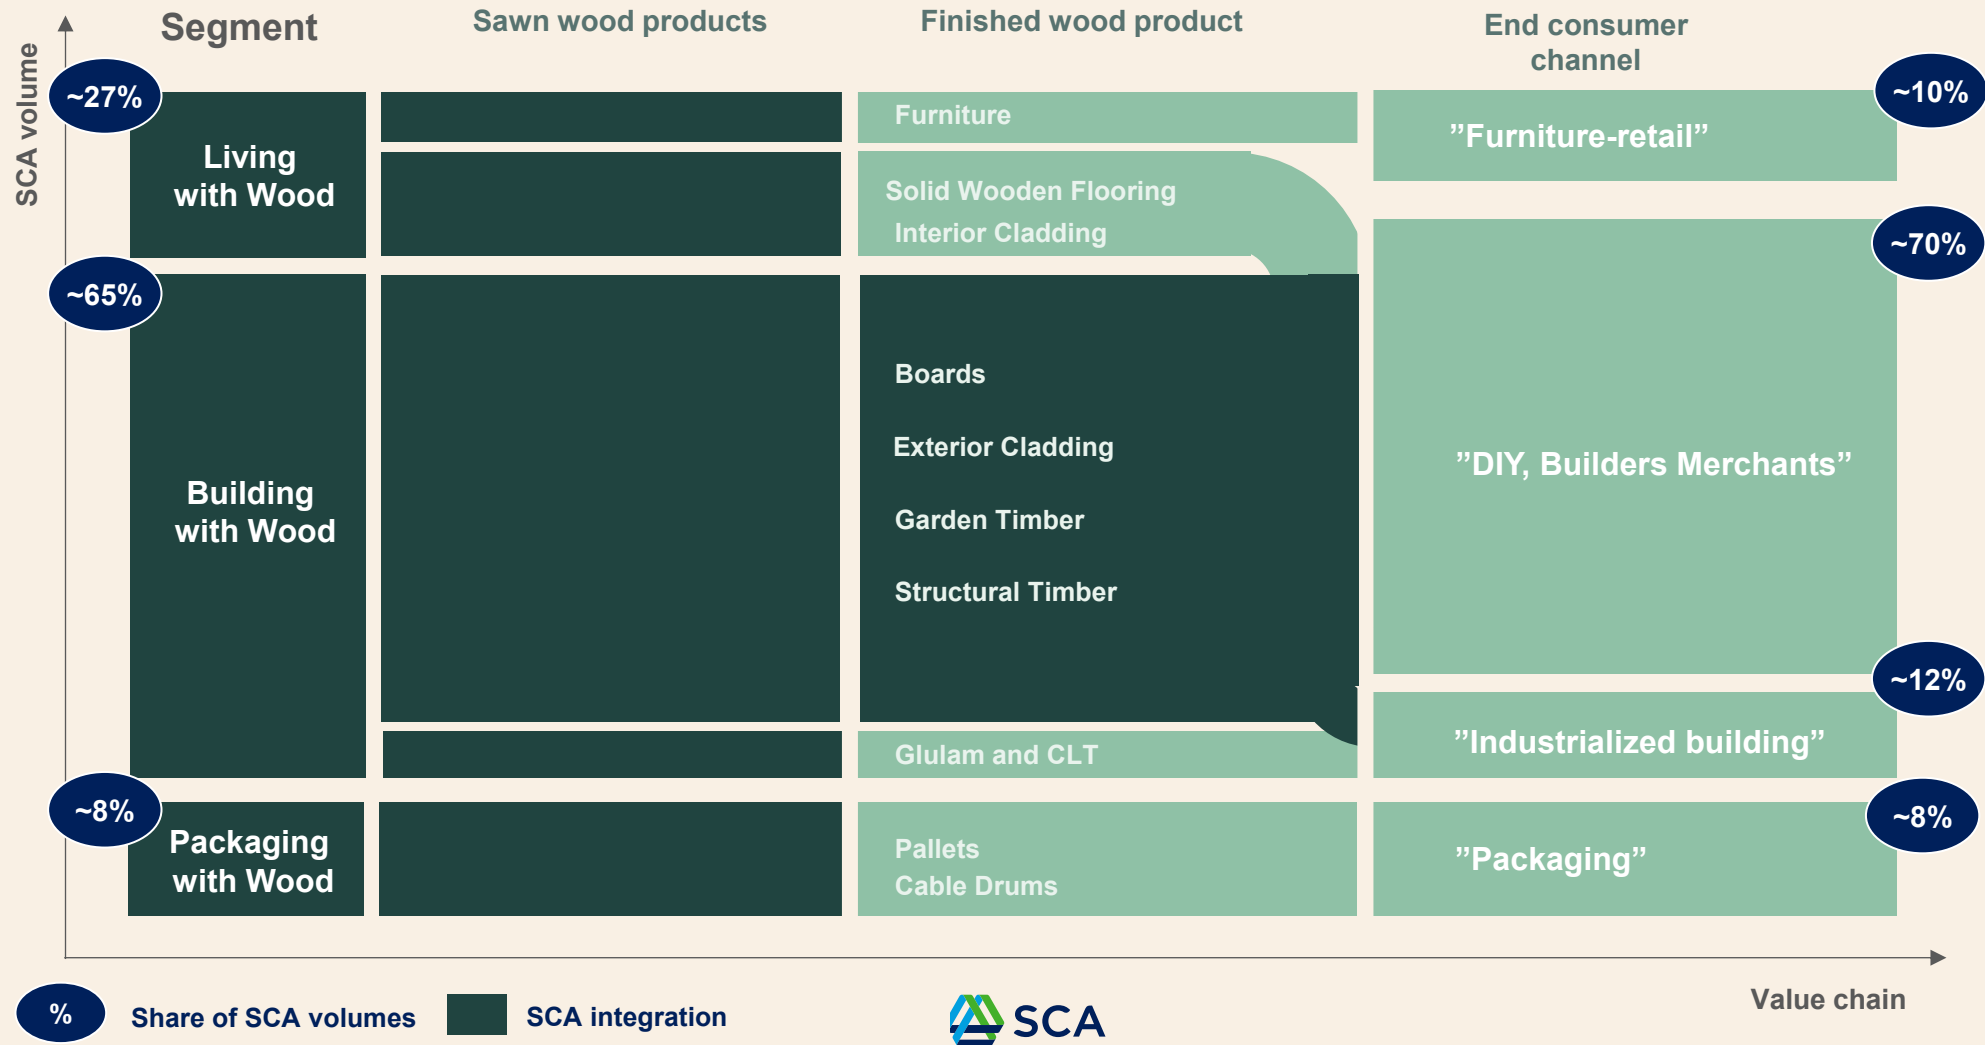 Segment
Sawn wood products
Finished wood product
End consumer
channel
SCA volume
~27%
Living
with Wood
Furniture
Solid Wooden Flooring
Interior Cladding
”Furniture-retail”
~10%
~65%
Building
with Wood
Boards
Exterior Cladding
Garden Timber
Structural Timber
Glulam and CLT
”DIY, Builders Merchants”
~70%
”Industrialized building”
~12%
~8%
Packaging
with Wood
Pallets
Cable Drums
”Packaging”
~8%
Value chain
%
Share of SCA volumes
SCA integration
SCA